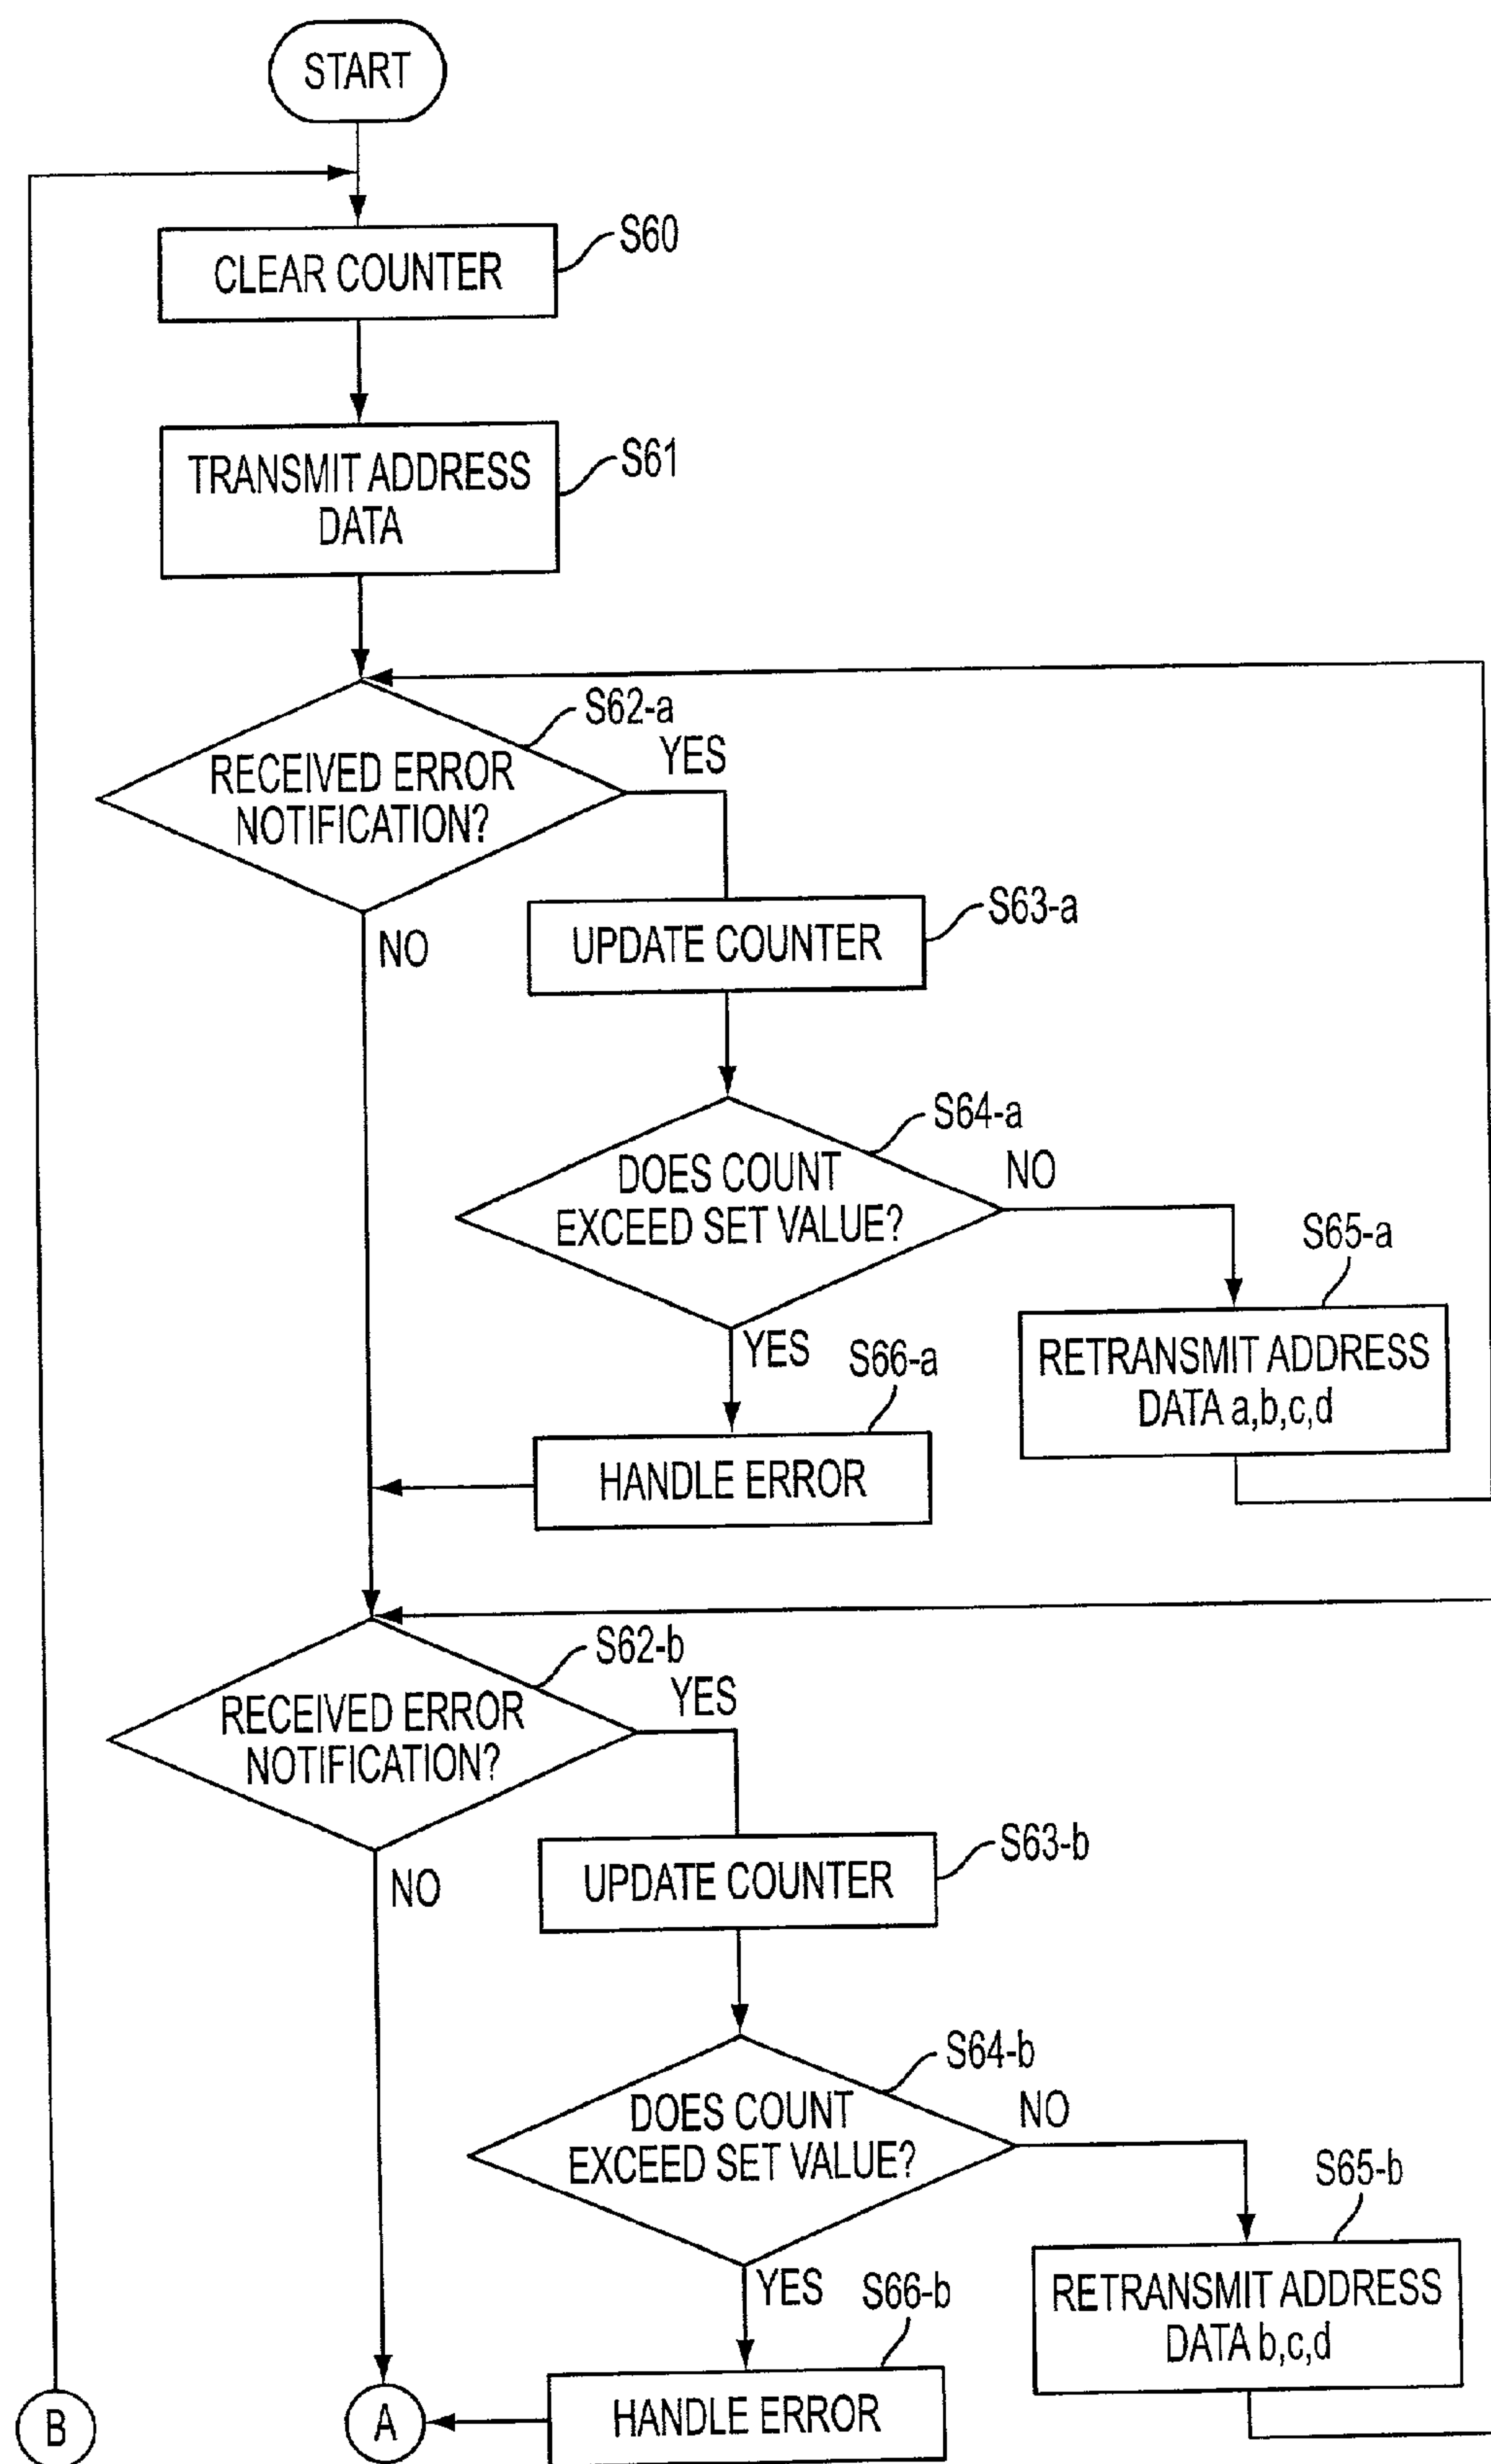 START
CLEAR COUNTER
S60
TRANSMIT ADDRESS
DATA
S61
S62-a
RECEIVED ERROR
NOTIFICATION?
YES
NO
UPDATE COUNTER
S63-a
S64-a
DOES COUNT
EXCEED SET VALUE?
NO
YES
S65-a
RETRANSMIT ADDRESS
DATA a,b,c,d
S66-a
HANDLE ERROR
S62-b
RECEIVED ERROR
NOTIFICATION?
YES
NO
UPDATE COUNTER
S63-b
S64-b
DOES COUNT
EXCEED SET VALUE?
NO
YES
S65-b
RETRANSMIT ADDRESS
DATA b,c,d
S66-b
HANDLE ERROR
A
B